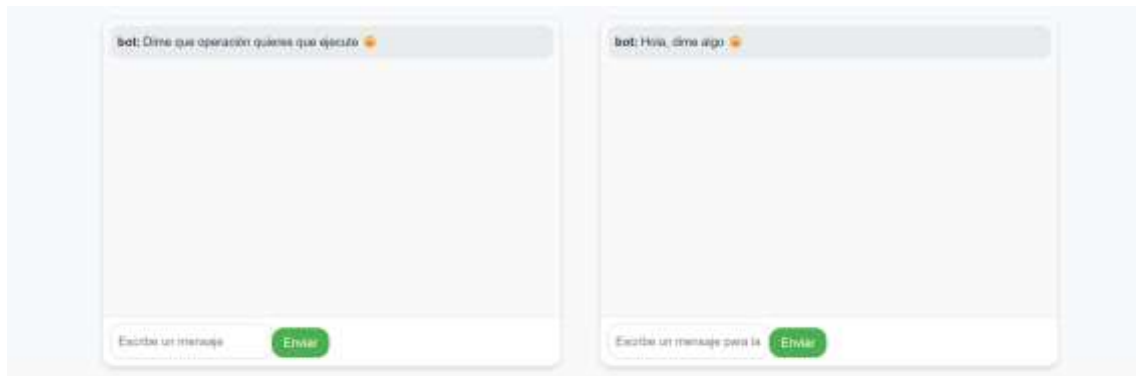 bot: Dime que operación quieres que ejecute 😀
bot: Hola, dime algo 😀
Escribe un mensaje
Enviar
Escribe un mensaje para la
Enviar